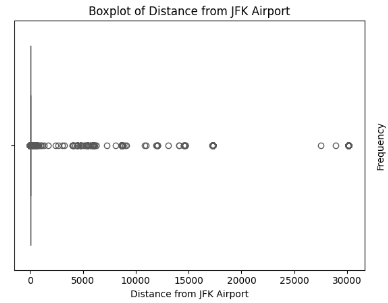 Boxplot of Distance from JFK Airport
Frequency
0 5000 10000 15000 20000 25000 30000
Distance from JFK Airport